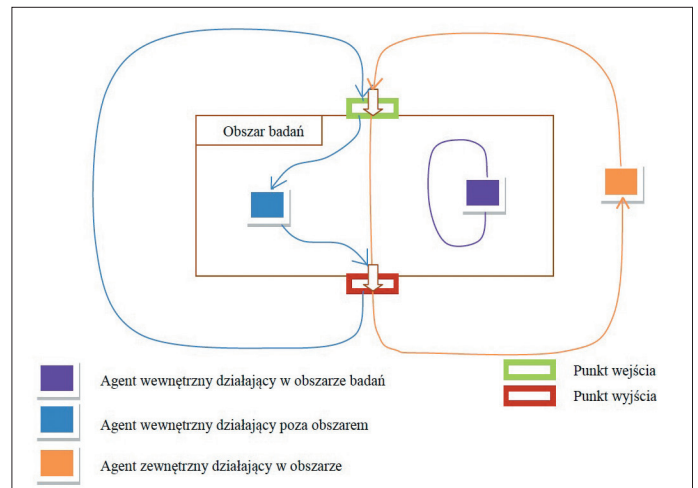 Obszar badań
Agent wewnętrzny działający w obszarze badań
Agent wewnętrzny działający poza obszarem
Agent zewnętrzny działający w obszarze
Punkt wejścia
Punkt wyjścia